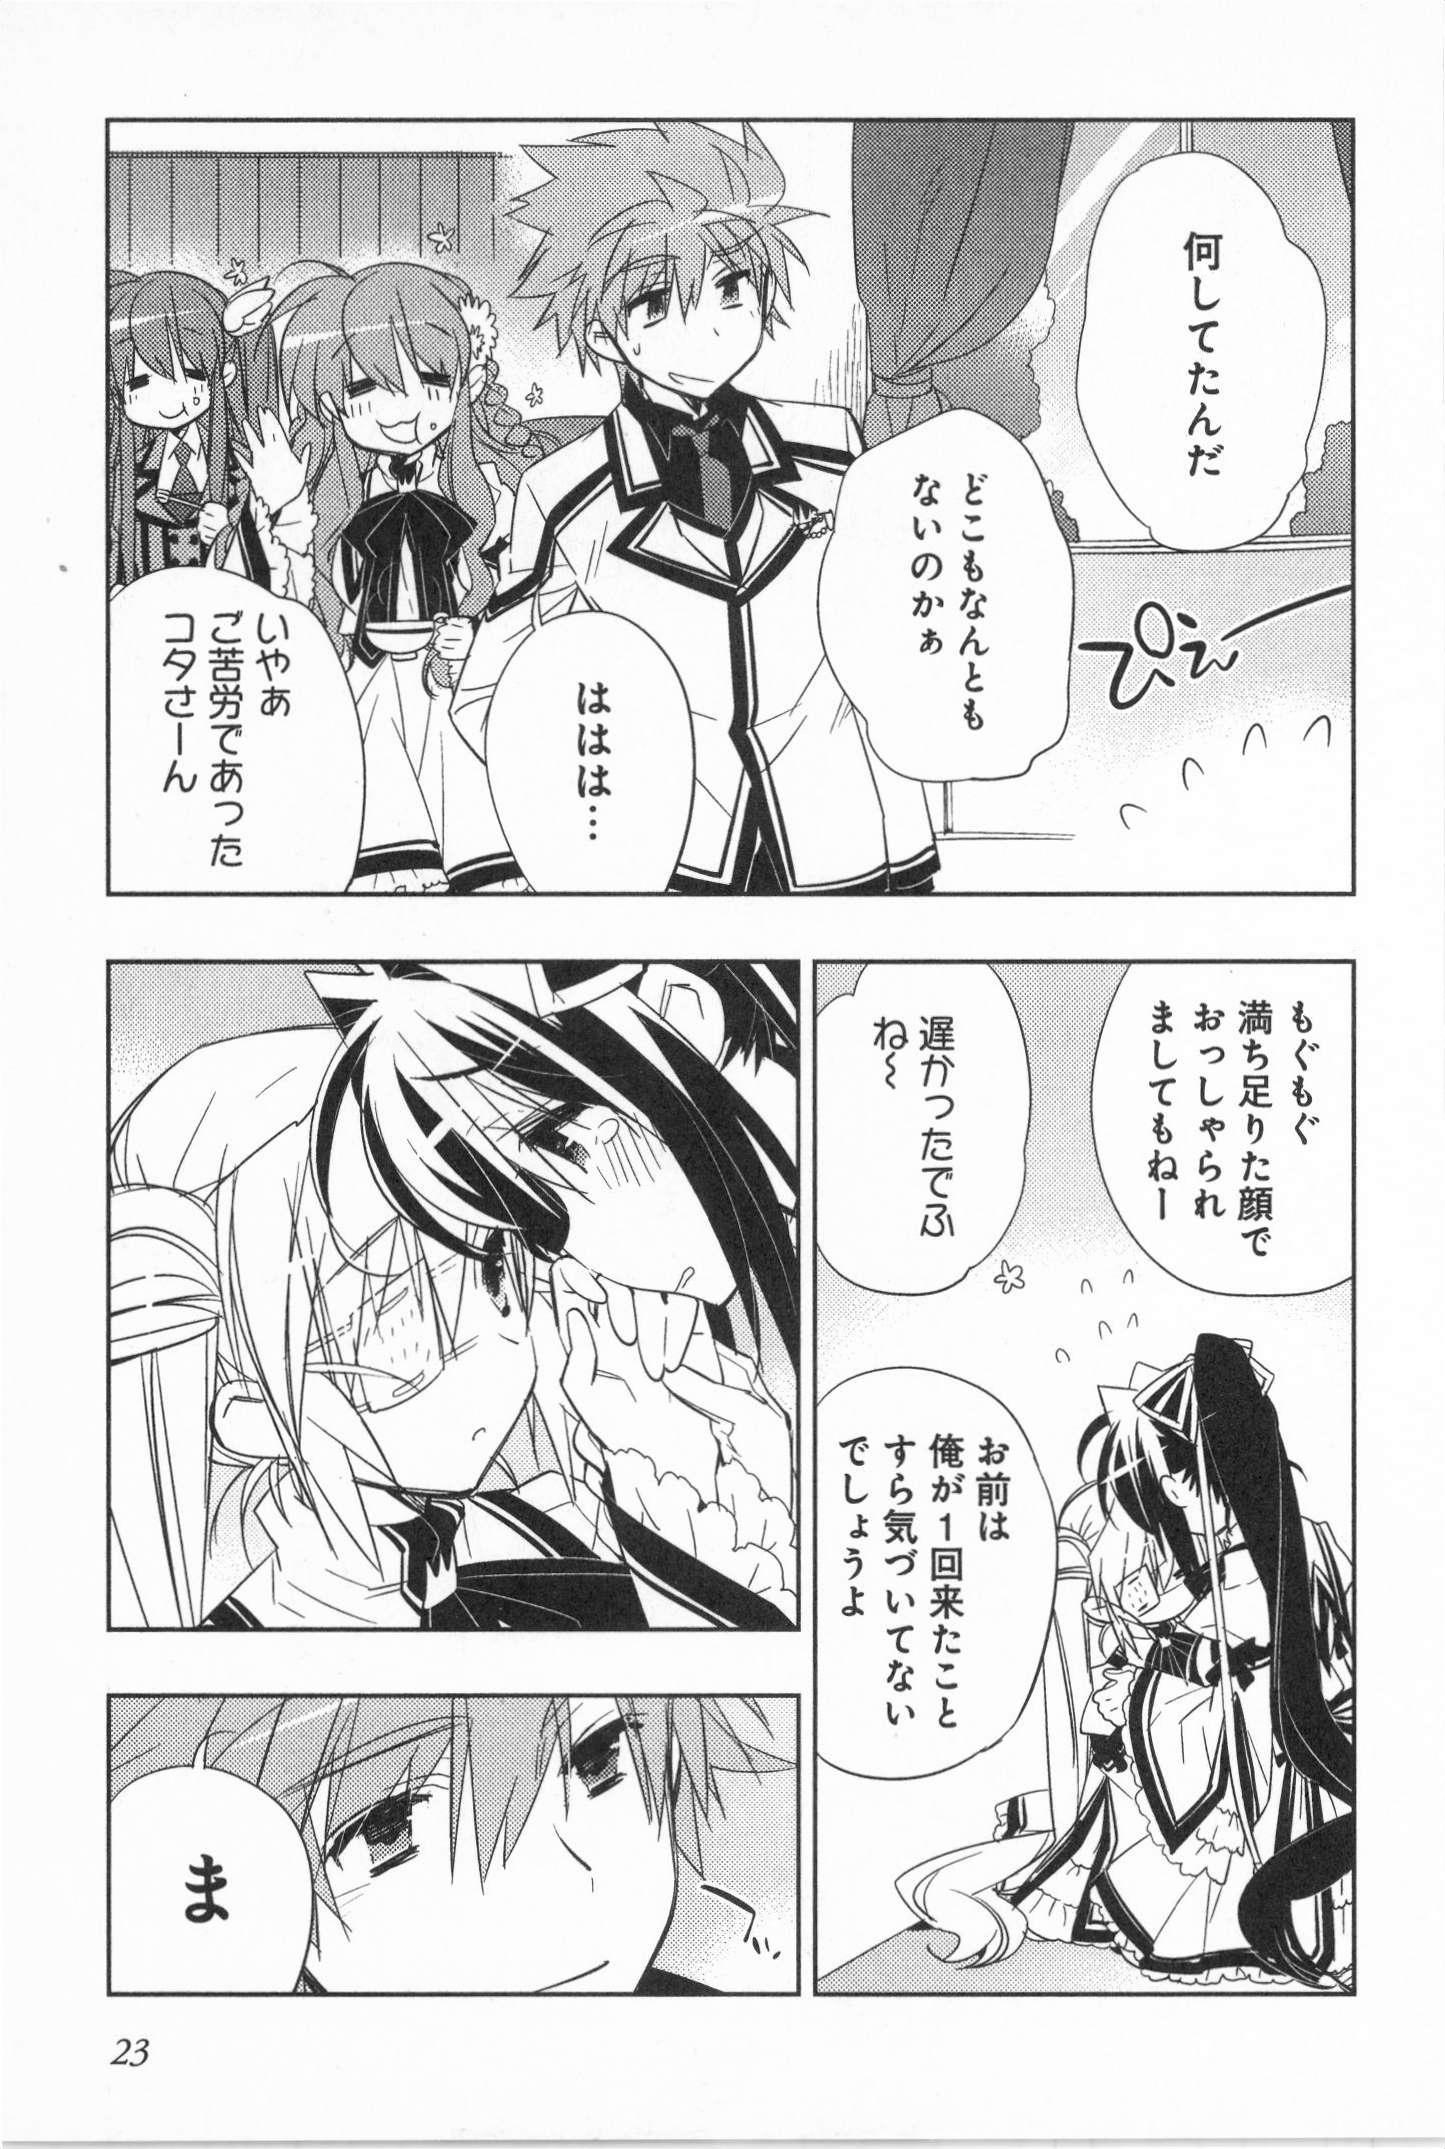 何してたんだ
どこもなんとも
ないのかぁ
ぴえ
ははは…
いやぁ
ご苦労であった
コタさーん
もぐもぐ
満ち足りた顔で
おっしゃられ
ましてもねー
遅かったでふ
ね～
お前は
俺が１回来たこと
すら気づいてない
でしょうよ
ま
23